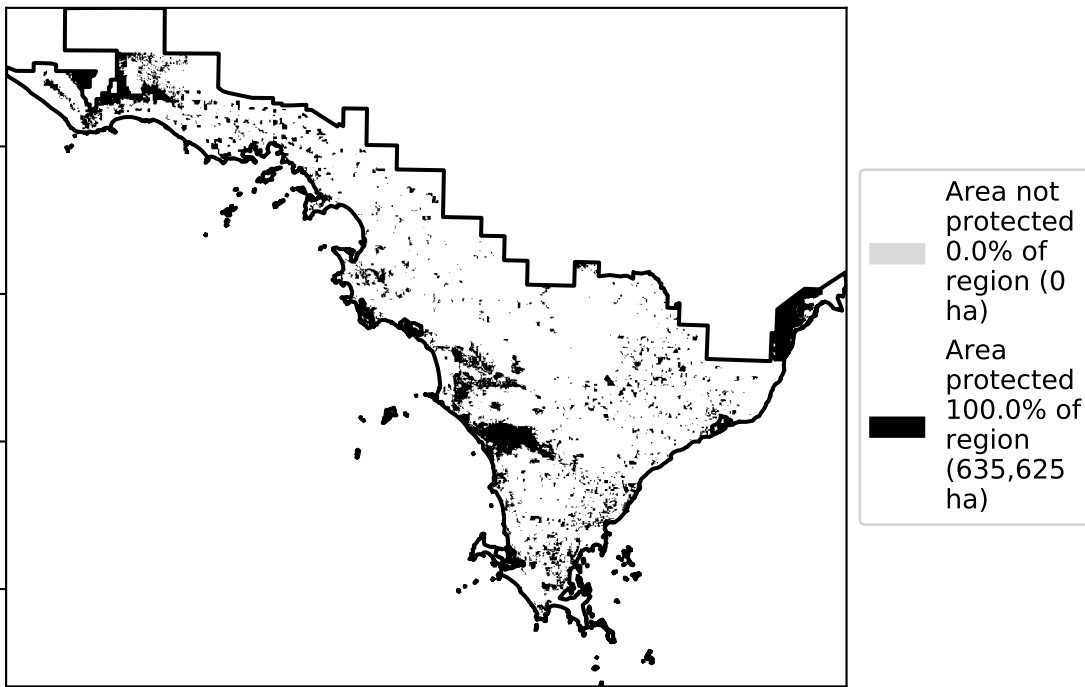 Area not
protected
0.0% of
region (0
ha)
Area
protected
100.0% of
region
(635,625
ha)